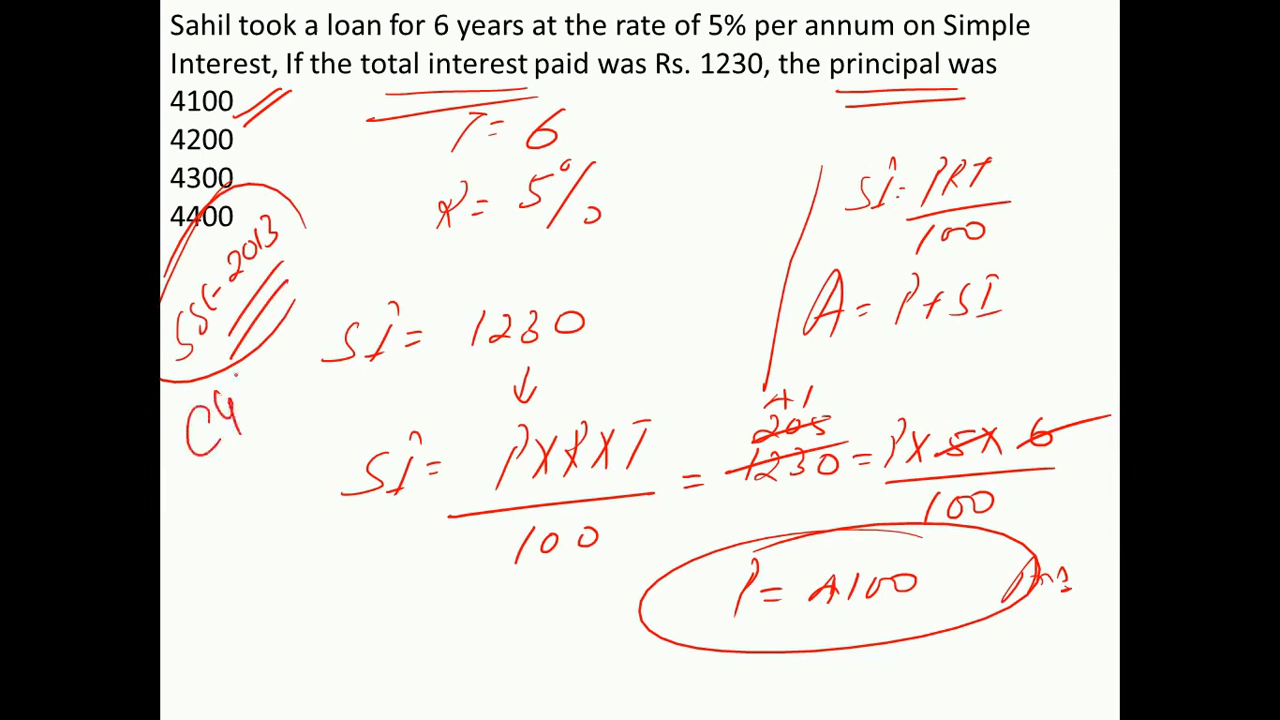 Sahil took a loan for 6 years at the rate of 5% per annum on Simple
Interest, If the total interest paid was Rs. 1230, the principal was
4100
4200
4300
4400
T = 6
R = 5%
SI = PRT
100
A = P + SI
SSC - 2013
SI = 1230
↓
SI = P X R X T
100
= 1230 = P X 5 X 6
100
205
41
P = 4100 Ans